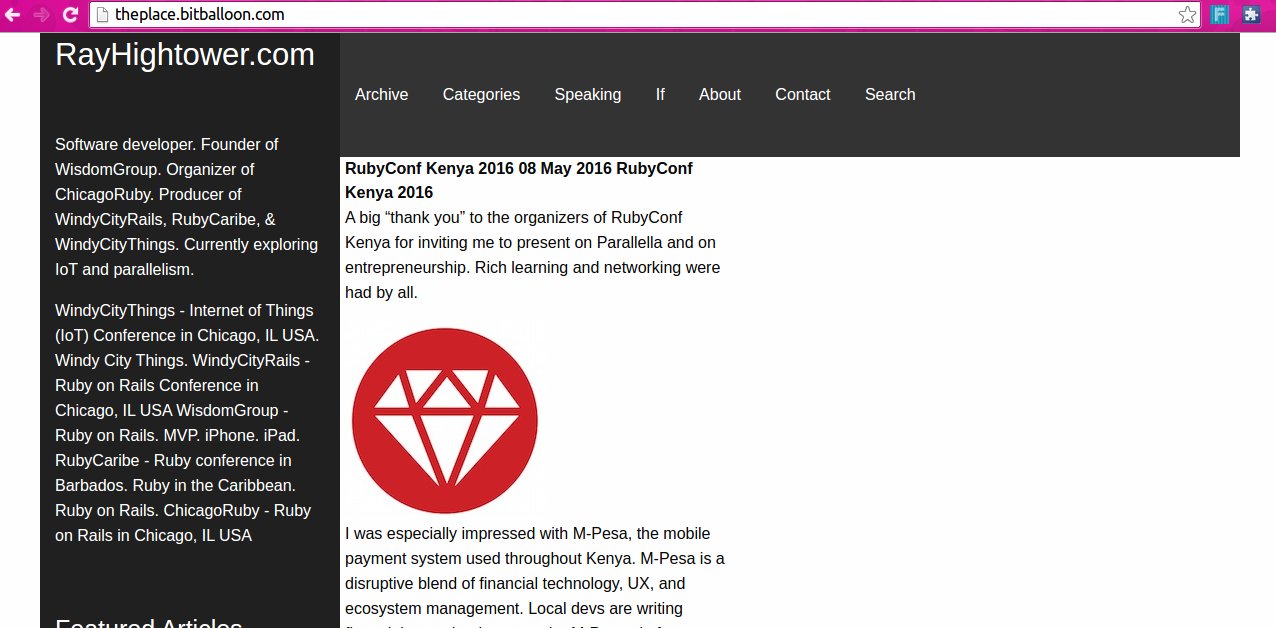 theplace.bitballoon.com
RayHightower.com
Archive Categories Speaking If About Contact Search
Software developer. Founder of
WisdomGroup. Organizer of
ChicagoRuby. Producer of
WindyCityRails, RubyCaribe, &
WindyCityThings. Currently exploring
IoT and parallelism.
WindyCityThings - Internet of Things
(IoT) Conference in Chicago, IL USA.
Windy City Things. WindyCityRails -
Ruby on Rails Conference in
Chicago, IL USA WisdomGroup -
Ruby on Rails. MVP. iPhone. iPad.
RubyCaribe - Ruby conference in
Barbados. Ruby in the Caribbean.
Ruby on Rails. ChicagoRuby - Ruby
on Rails in Chicago, IL USA
Featured Articles
RubyConf Kenya 2016 08 May 2016 RubyConf
Kenya 2016
A big “thank you” to the organizers of RubyConf
Kenya for inviting me to present on Parallella and on
entrepreneurship. Rich learning and networking were
had by all.
I was especially impressed with M-Pesa, the mobile
payment system used throughout Kenya. M-Pesa is a
disruptive blend of financial technology, UX, and
ecosystem management. Local devs are writing